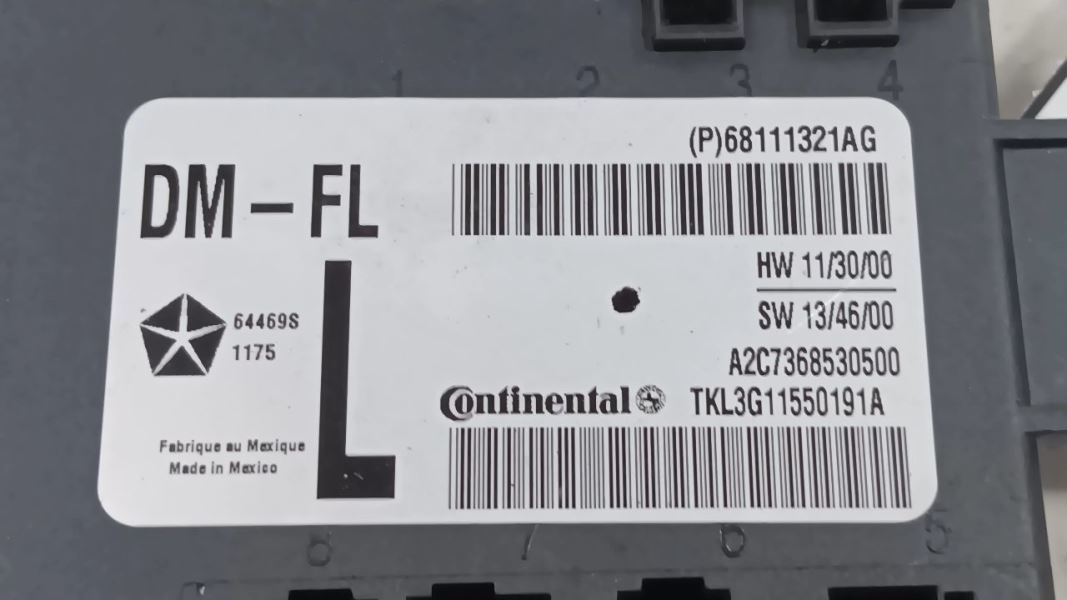 1 2 3 4
(P)68111321AG
DM-FL
HW 11/30/00
SW 13/46/00
64469S
1175
L
A2C7368530500
Continental TKL3G11550191A
Fabrique au Mexique
Made in Mexico
8 7 6 5